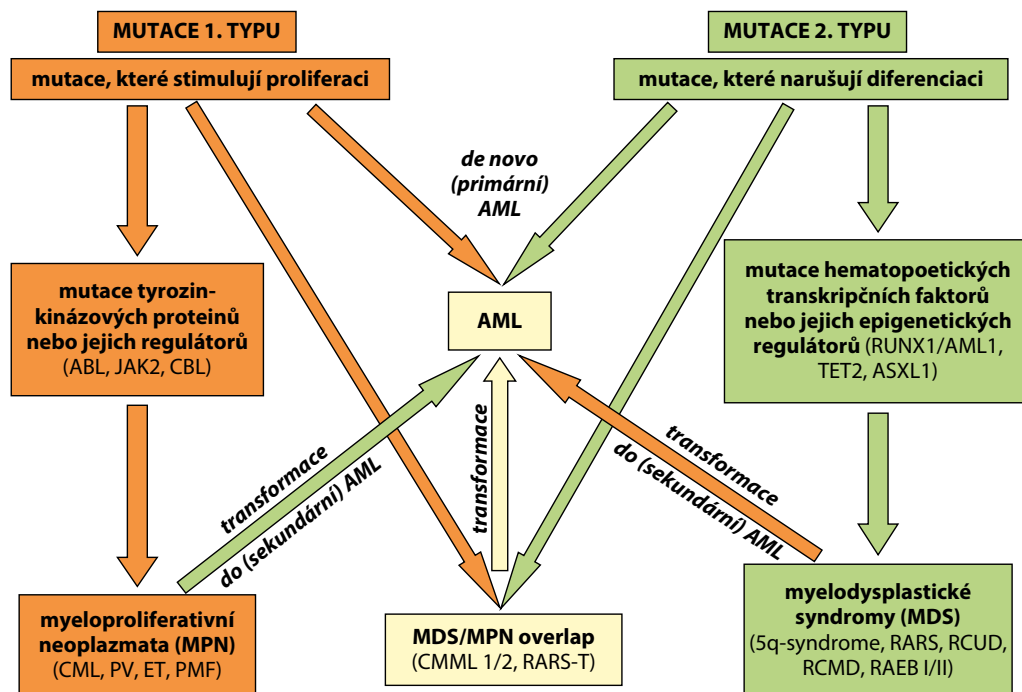 MUTACE 1. TYPU
mutace, které stimulují proliferaci
MUTACE 2. TYPU
mutace, které narušují diferenciaci
de novo
(primární)
AML
mutace tyrozin-
kinázových proteinů
nebo jejich regulátorů
(ABL, JAK2, CBL)
AML
mutace hematopoetických
transkripčních faktorů
nebo jejich epigenetických
regulátorů (RUNX1/AML1,
TET2, ASXL1)
transformace
do (sekundární) AML
transformace
transformace
do (sekundární) AML
myeloproliferativní
neoplazmata (MPN)
(CML, PV, ET, PMF)
MDS/MPN overlap
(CMML 1/2, RARS-T)
myelodysplastické
syndromy (MDS)
(5q-syndrome, RARS, RCUD,
RCMD, RAEB I/II)